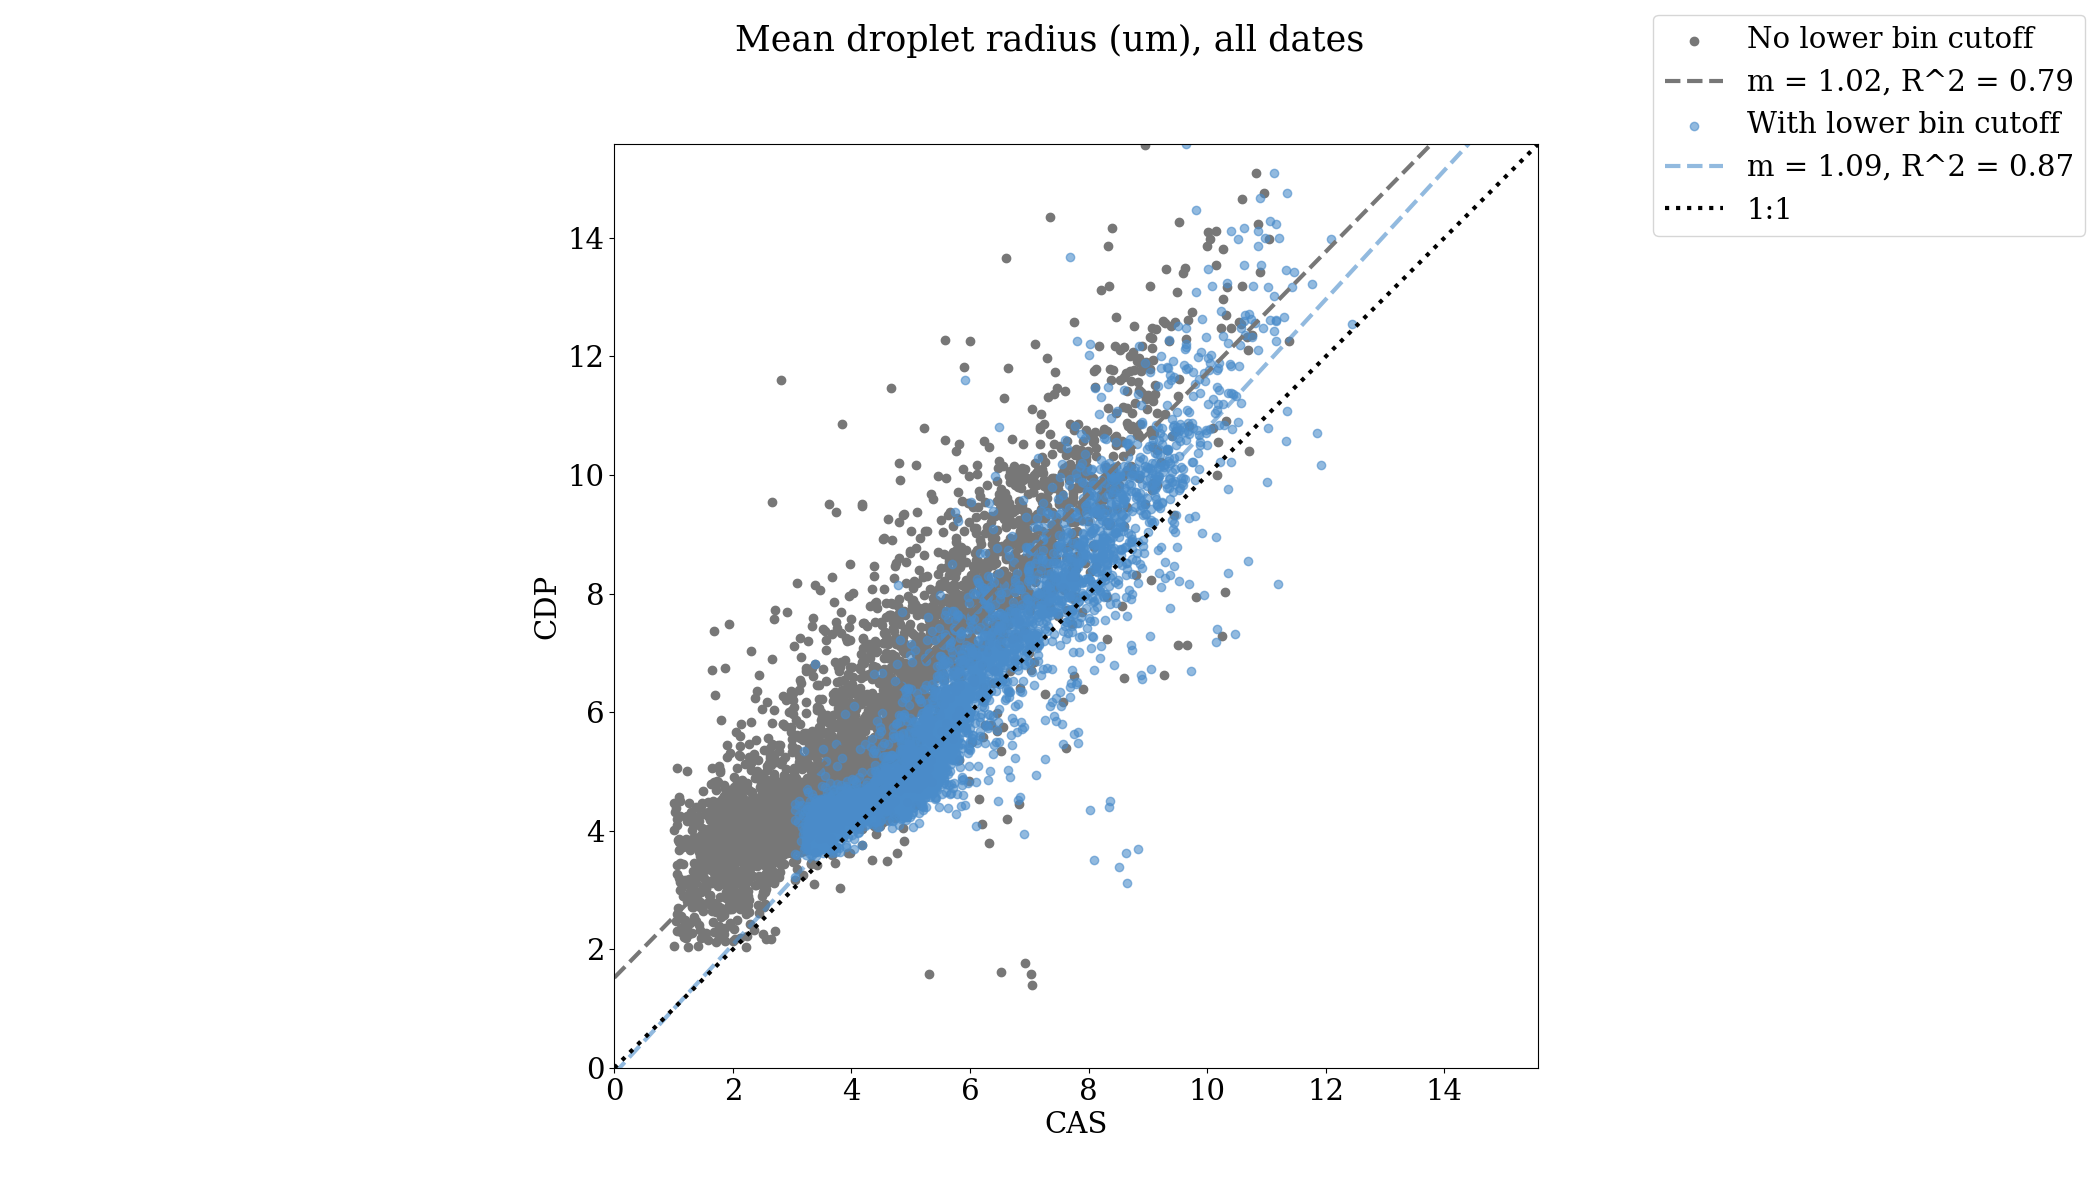 Mean droplet radius (um), all dates
No lower bin cutoff
m = 1.02, R^2 = 0.79
With lower bin cutoff
m = 1.09, R^2 = 0.87
1:1
14
12
10
8
6
4
2
0
CDP
0 2 4 6 8 10 12 14
CAS